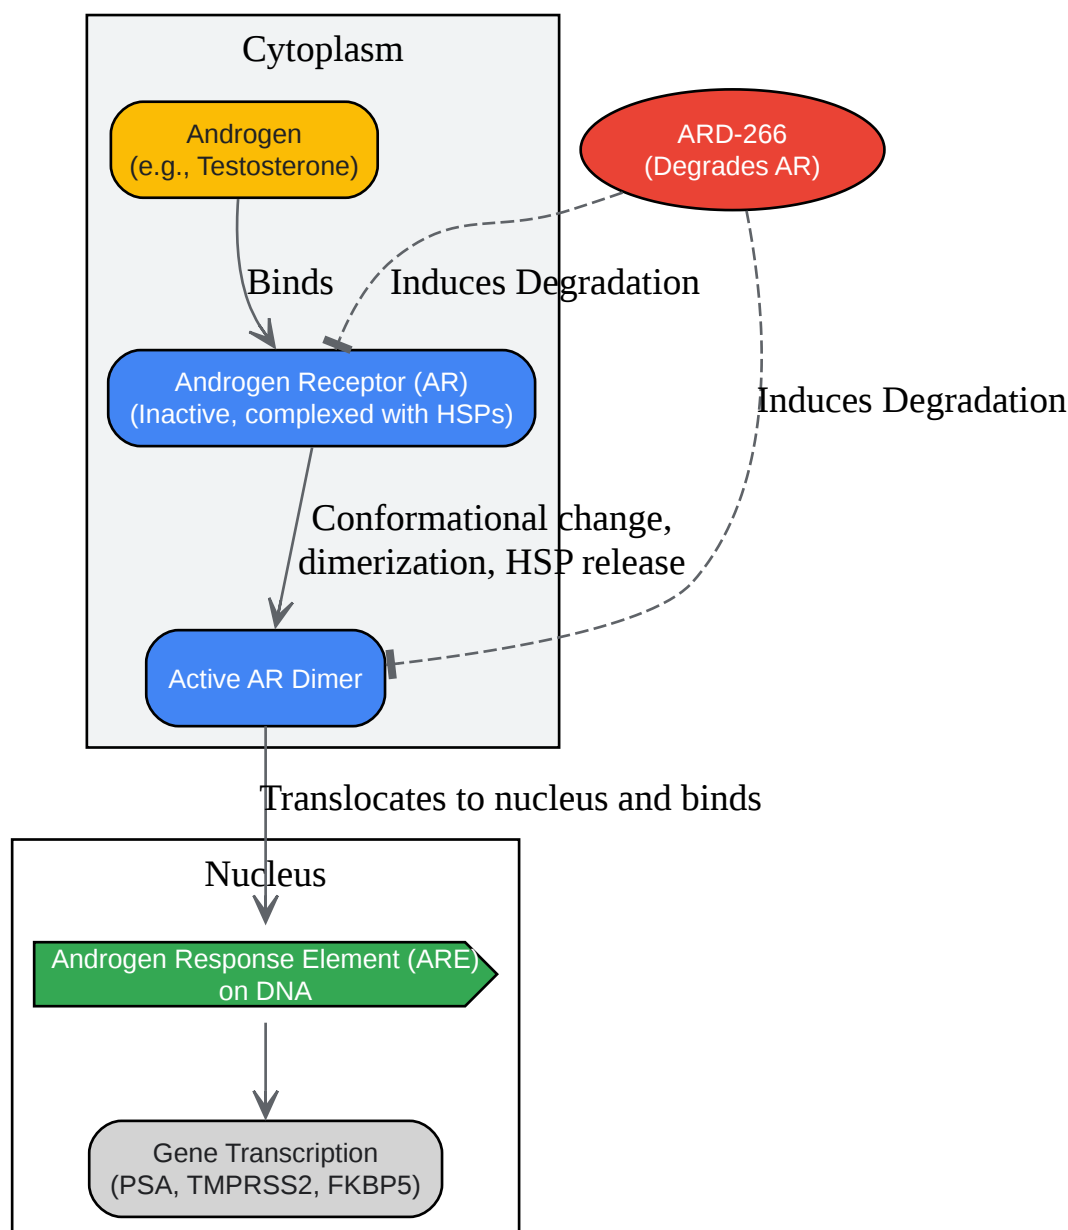 Cytoplasm
Androgen
(e.g., Testosterone)
ARD-266
(Degrades AR)
Binds
Induces Degradation
Androgen Receptor (AR)
(Inactive, complexed with HSPs)
Induces Degradation
Conformational change,
dimerization, HSP release
Active AR Dimer
Translocates to nucleus and binds
Nucleus
Androgen Response Element (ARE)
on DNA
Gene Transcription
(PSA, TMPRSS2, FKBP5)